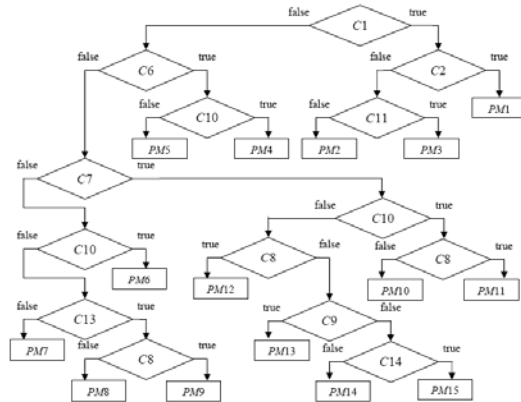 false C1 true
false C6 true false C2 true
false C10 true false C11 true PM1
PM5 PM4 PM2 PM3
false C7 true
false C10 true
false C10 true true C8 false false C8 true
PM6 PM12 PM10 PM11
false C13 true true C9 false
PM7 false C8 true PM13 false C14 true
PM8 PM9 PM14 PM15